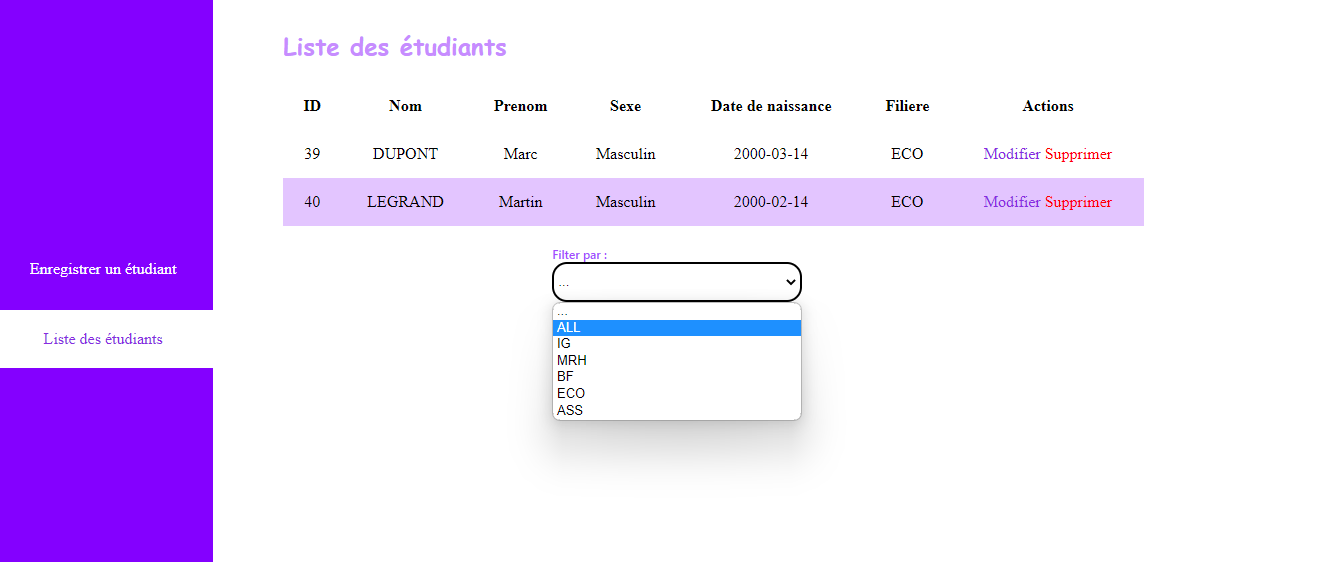 Liste des étudiants
ID Nom Prenom Sexe Date de naissance Filiere Actions
39 DUPONT Marc Masculin 2000-03-14 ECO Modifier Supprimer
40 LEGRAND Martin Masculin 2000-02-14 ECO Modifier Supprimer
Enregistrer un étudiant
Liste des étudiants
Filter par :
...
...
ALL
IG
MRH
BF
ECO
ASS